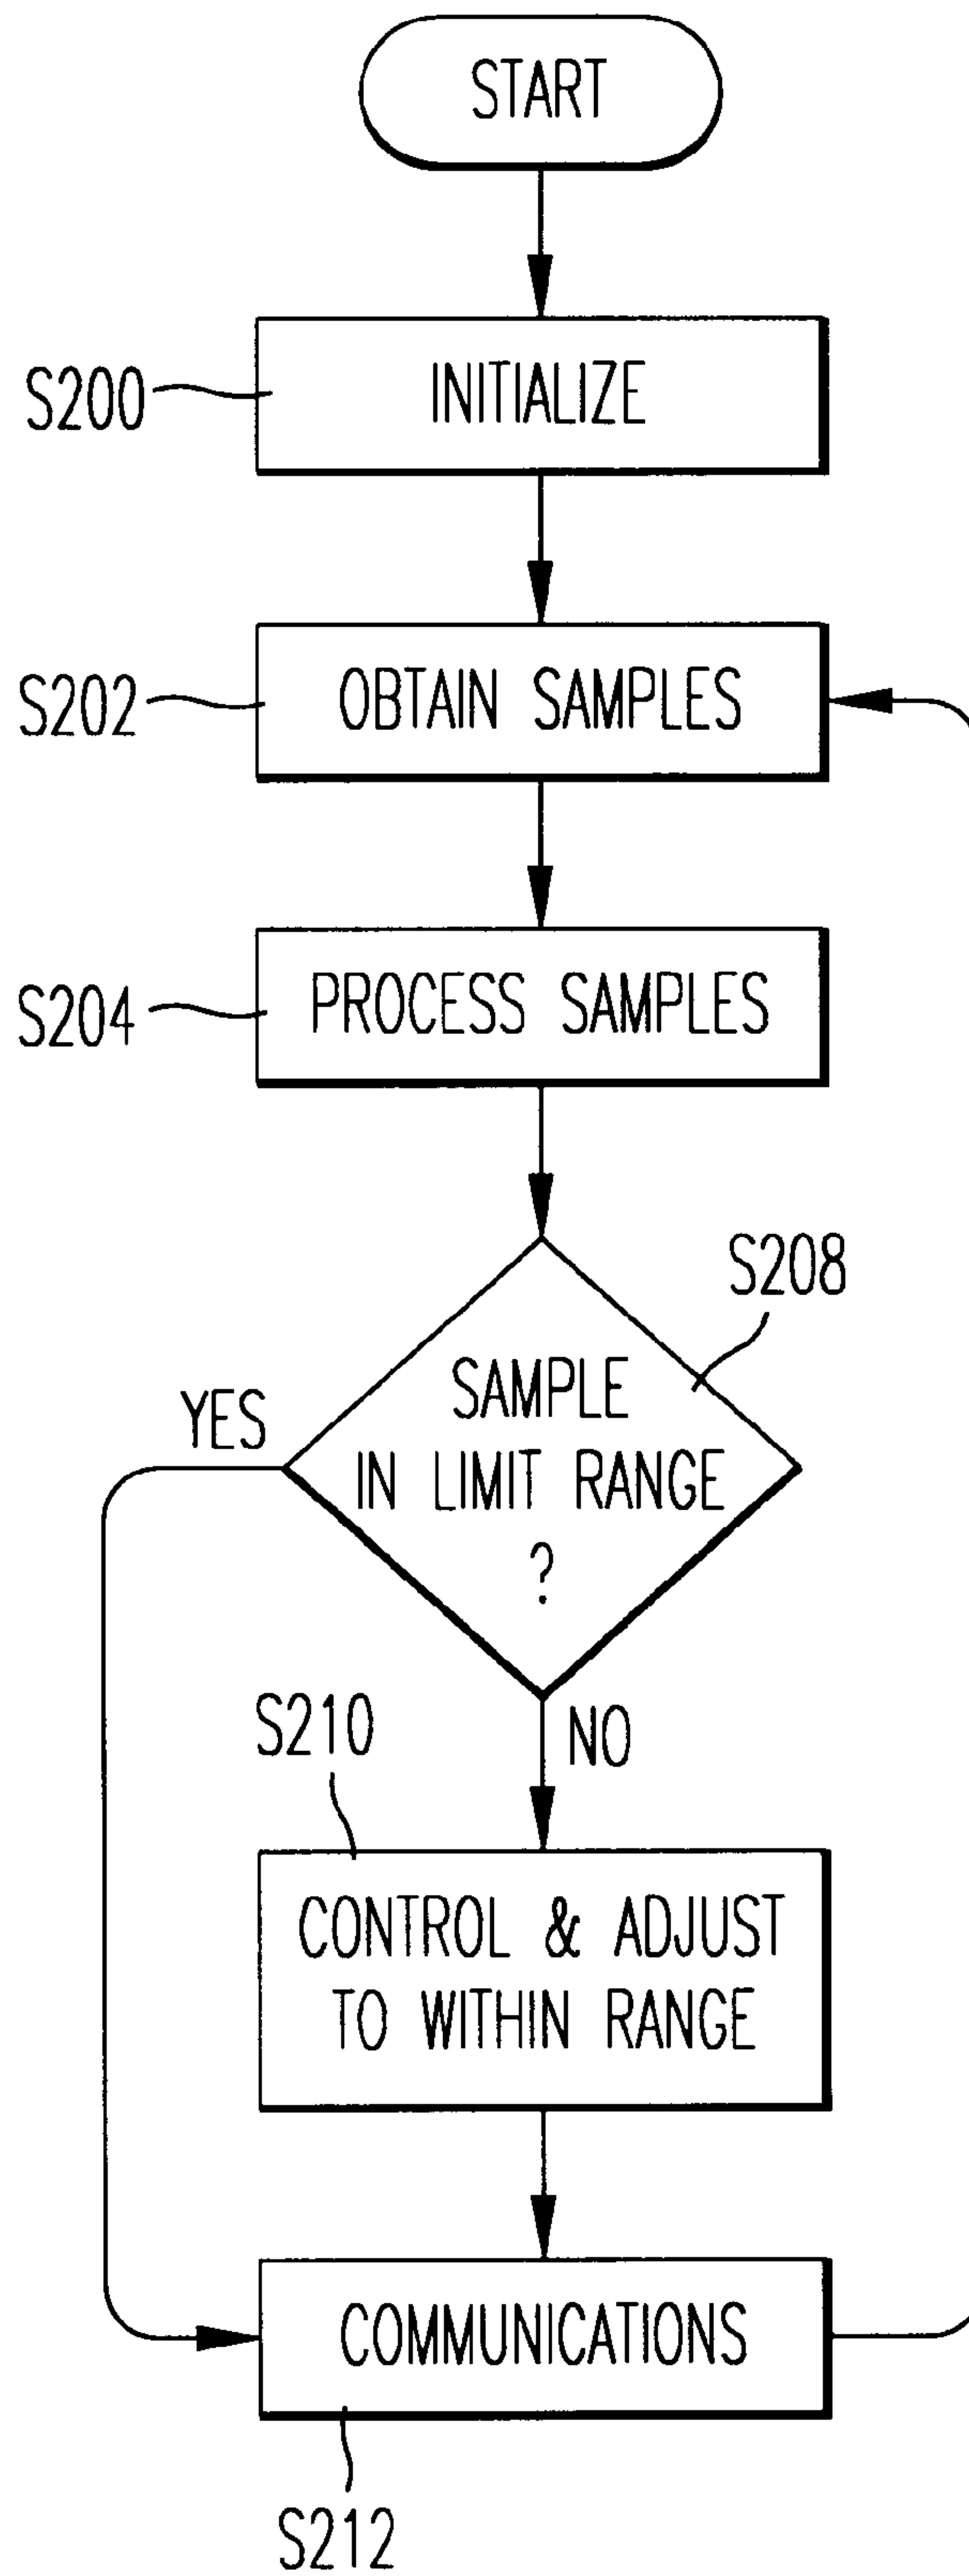 START
S200
INITIALIZE
S202
OBTAIN SAMPLES
S204
PROCESS SAMPLES
S208
SAMPLE
IN LIMIT RANGE
?
YES
NO
S210
CONTROL & ADJUST
TO WITHIN RANGE
COMMUNICATIONS
S212